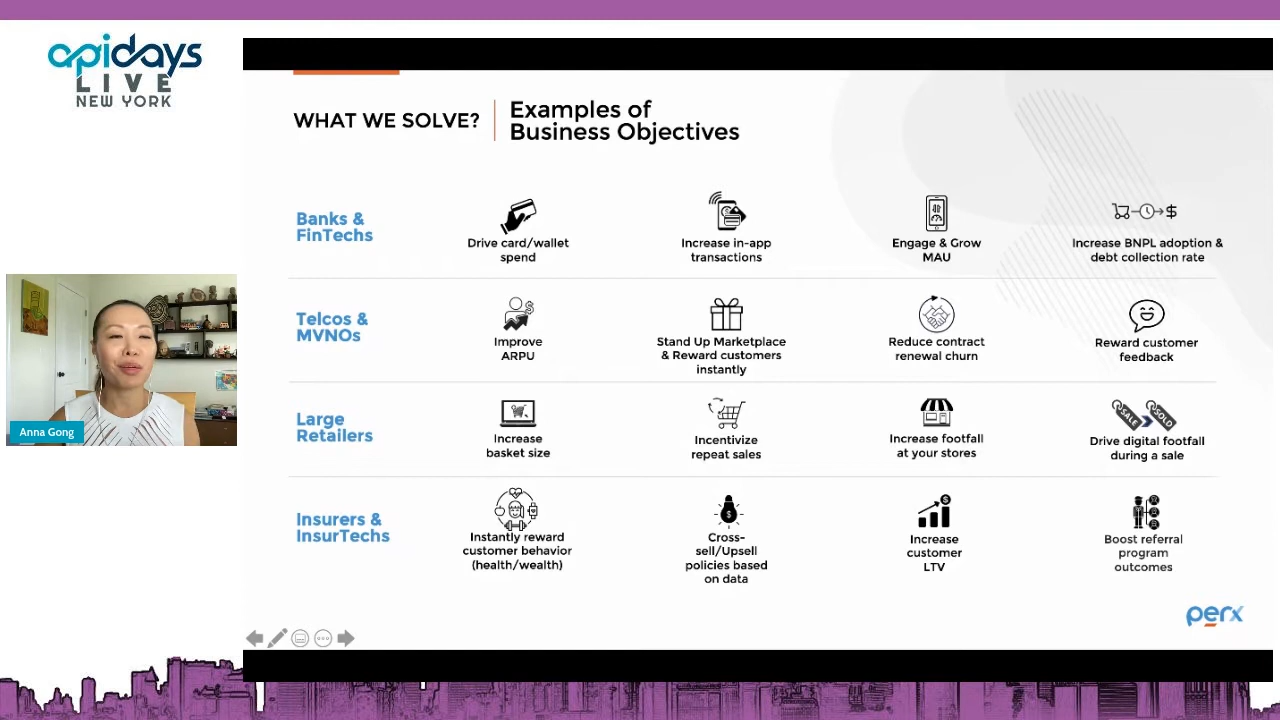 apidays
LIVE
NEW YORK
WHAT WE SOLVE?
Examples of
Business Objectives
Banks &
FinTechs
Drive card/wallet
spend
Increase in-app
transactions
Engage & Grow
MAU
Increase BNPL adoption &
debt collection rate
Telcos &
MVNOs
Improve
ARPU
Stand Up Marketplace
& Reward customers
instantly
Reduce contract
renewal churn
Reward customer
feedback
Large
Retailers
Increase
basket size
Incentivize
repeat sales
Increase footfall
at your stores
SALE
SOLD
Drive digital footfall
during a sale
Insurers &
InsurTechs
Instantly reward
customer behavior
(health/wealth)
Cross-
sell/Upsell
policies based
on data
Increase
customer
LTV
Boost referral
program
outcomes
perx
Anna Gong